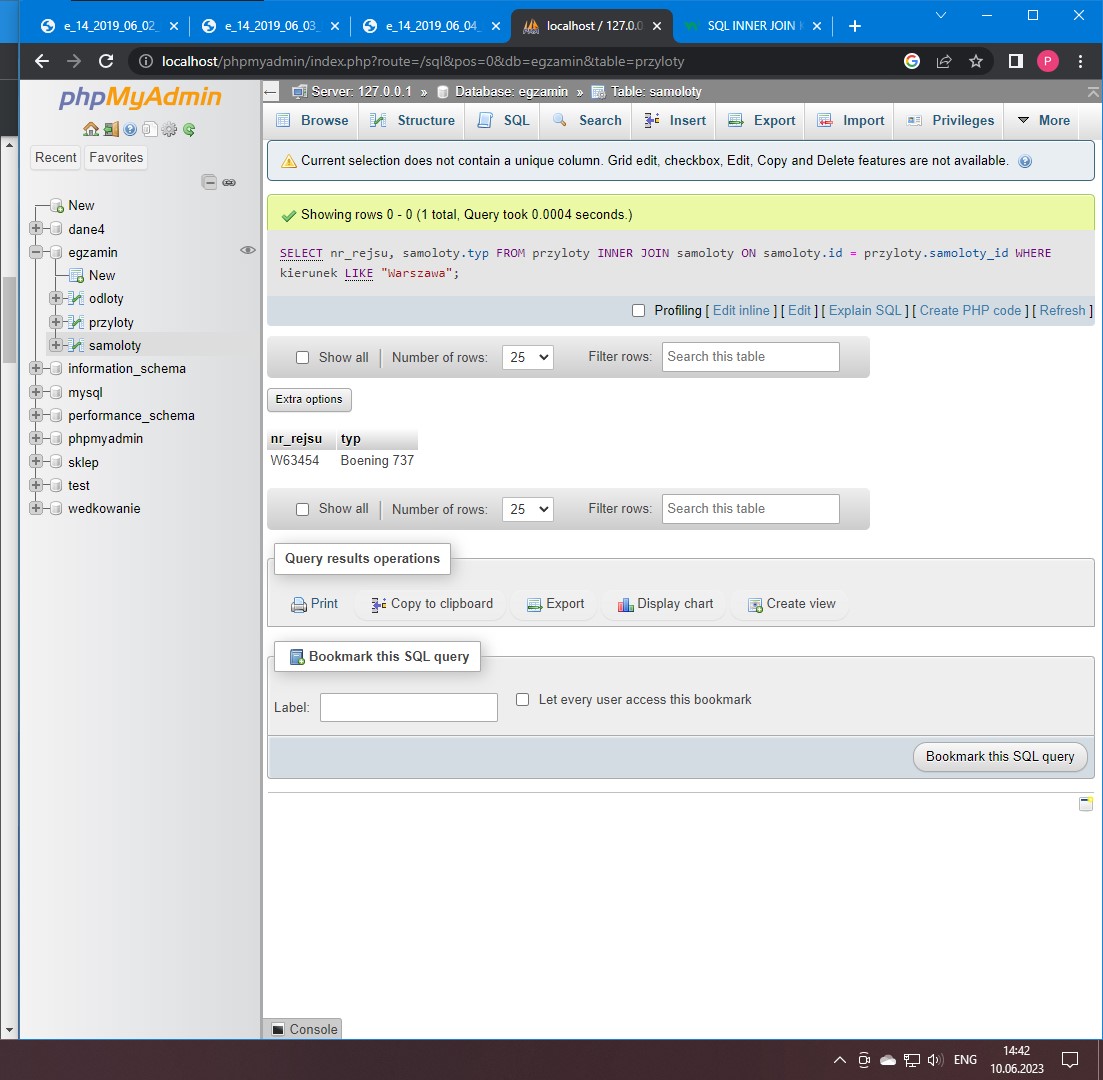 e_14_2019_06_02_
e_14_2019_06_03_
e_14_2019_06_04_
localhost / 127.0.0
SQL INNER JOIN
localhost/phpmyadmin/index.php?route=/sql&pos=0&db=egzamin&table=przyloty
P
phpMyAdmin
Recent Favorites
New
dane4
egzamin
New
odloty
przyloty
samoloty
information_schema
mysql
performance_schema
phpmyadmin
sklep
test
wedkowanie
Server: 127.0.0.1 » Database: egzamin » Table: samoloty
Browse Structure SQL Search Insert Export Import Privileges More
Current selection does not contain a unique column. Grid edit, checkbox, Edit, Copy and Delete features are not available.
Showing rows 0 - 0 (1 total, Query took 0.0004 seconds.)
SELECT nr_rejsu, samoloty.typ FROM przyloty INNER JOIN samoloty ON samoloty.id = przyloty.samoloty_id WHERE
kierunek LIKE "Warszawa";
Profiling [ Edit inline ] [ Edit ] [ Explain SQL ] [ Create PHP code ] [ Refresh ]
Show all Number of rows: 25 Filter rows: Search this table
Extra options
nr_rejsu typ
W63454 Boening 737
Show all Number of rows: 25 Filter rows: Search this table
Query results operations
Print Copy to clipboard Export Display chart Create view
Bookmark this SQL query
Label: Let every user access this bookmark
Bookmark this SQL query
Console
ENG
14:42
10.06.2023